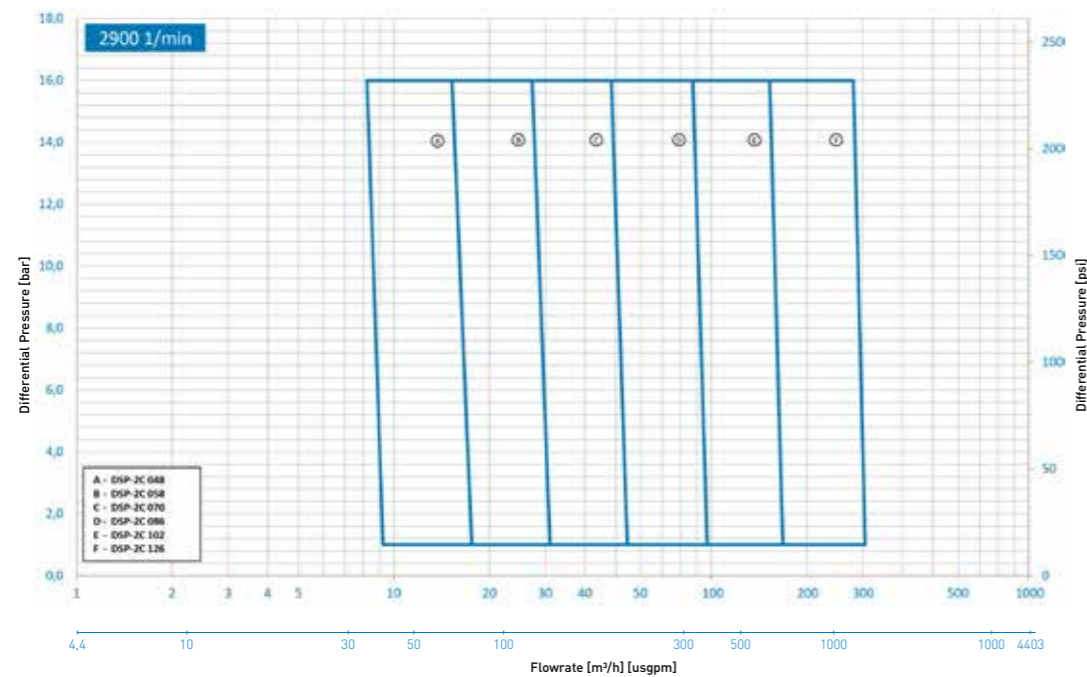 18,0
16,0
14,0
12,0
10,0
8,0
6,0
4,0
2,0
0,0
Differential Pressure [bar]
2900 1/min
A B C D E F
A - DSP-2C 048
B - DSP-2C 058
C - DSP-2C 070
D - DSP-2C 086
E - DSP-2C 102
F - DSP-2C 126
250
200
150
100
50
0
Differential Pressure [psi]
1 2 3 4 5 10 20 30 40 50 100 200 300 500 1000
4,4 10 30 50 100 300 500 1000 1000 4403
Flowrate [m³/h] [usgpm]